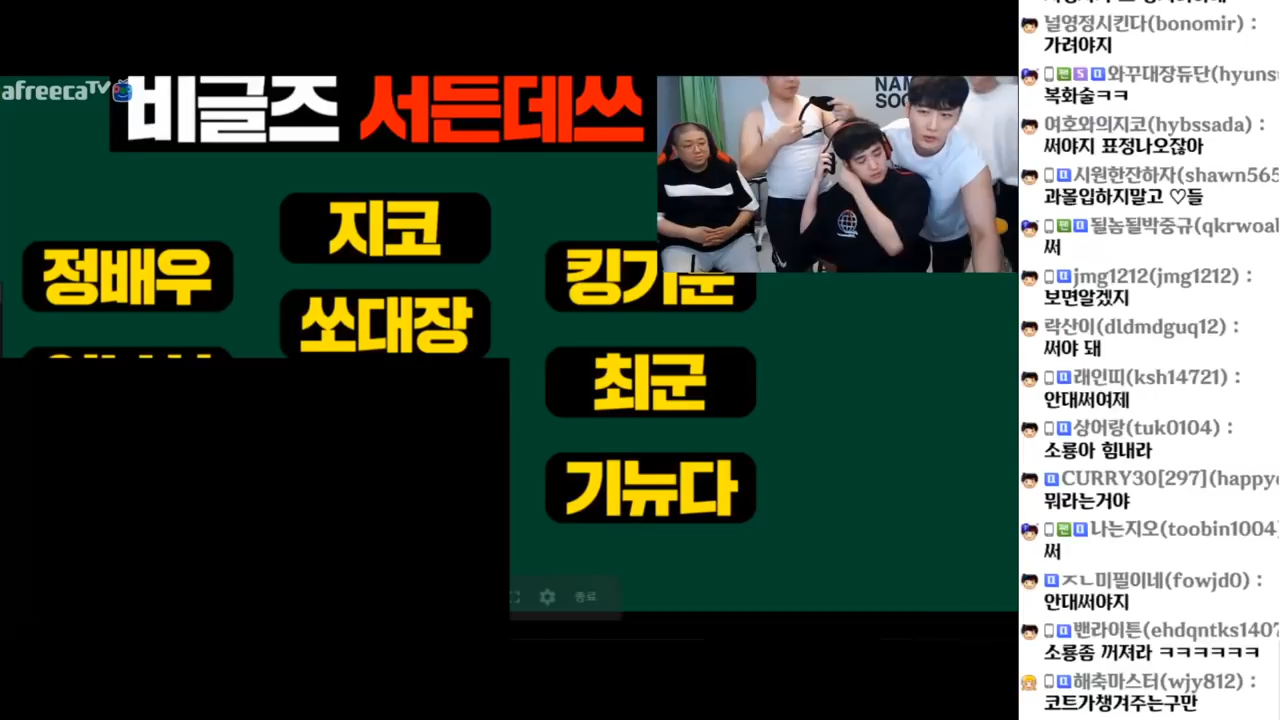 afreecaTV
비글즈 서든데쓰
지코
정배우
쏘대장
킹기훈
최군
기뉴다
종료
널영정시킨다(bonomir) :
가려야지
와꾸대장듀단(hyuns
복화술ㅋㅋ
여호와의지코(hybssada) :
써야지 표정나오잖아
시원한잔하자(shawn565
과몰입하지말고 ♡들
될놈될박중규(qkrwoal
써
jmg1212(jmg1212) :
보면알겠지
락산이(dldmdguq12) :
써야 돼
래인띠(ksh14721) :
안대써여제
상어랑(tuk0104) :
소룡아 힘내라
CURRY30[297](happy
뭐라는거야
나는지오(toobin1004)
써
ㅈㄴ미필이네(fowjd0) :
안대써야지
밴라이튼(ehdqntks1407
소룡좀 꺼져라 ㅋㅋㅋㅋㅋㅋ
해축마스터(wjy812) :
코트가챙겨주는구만